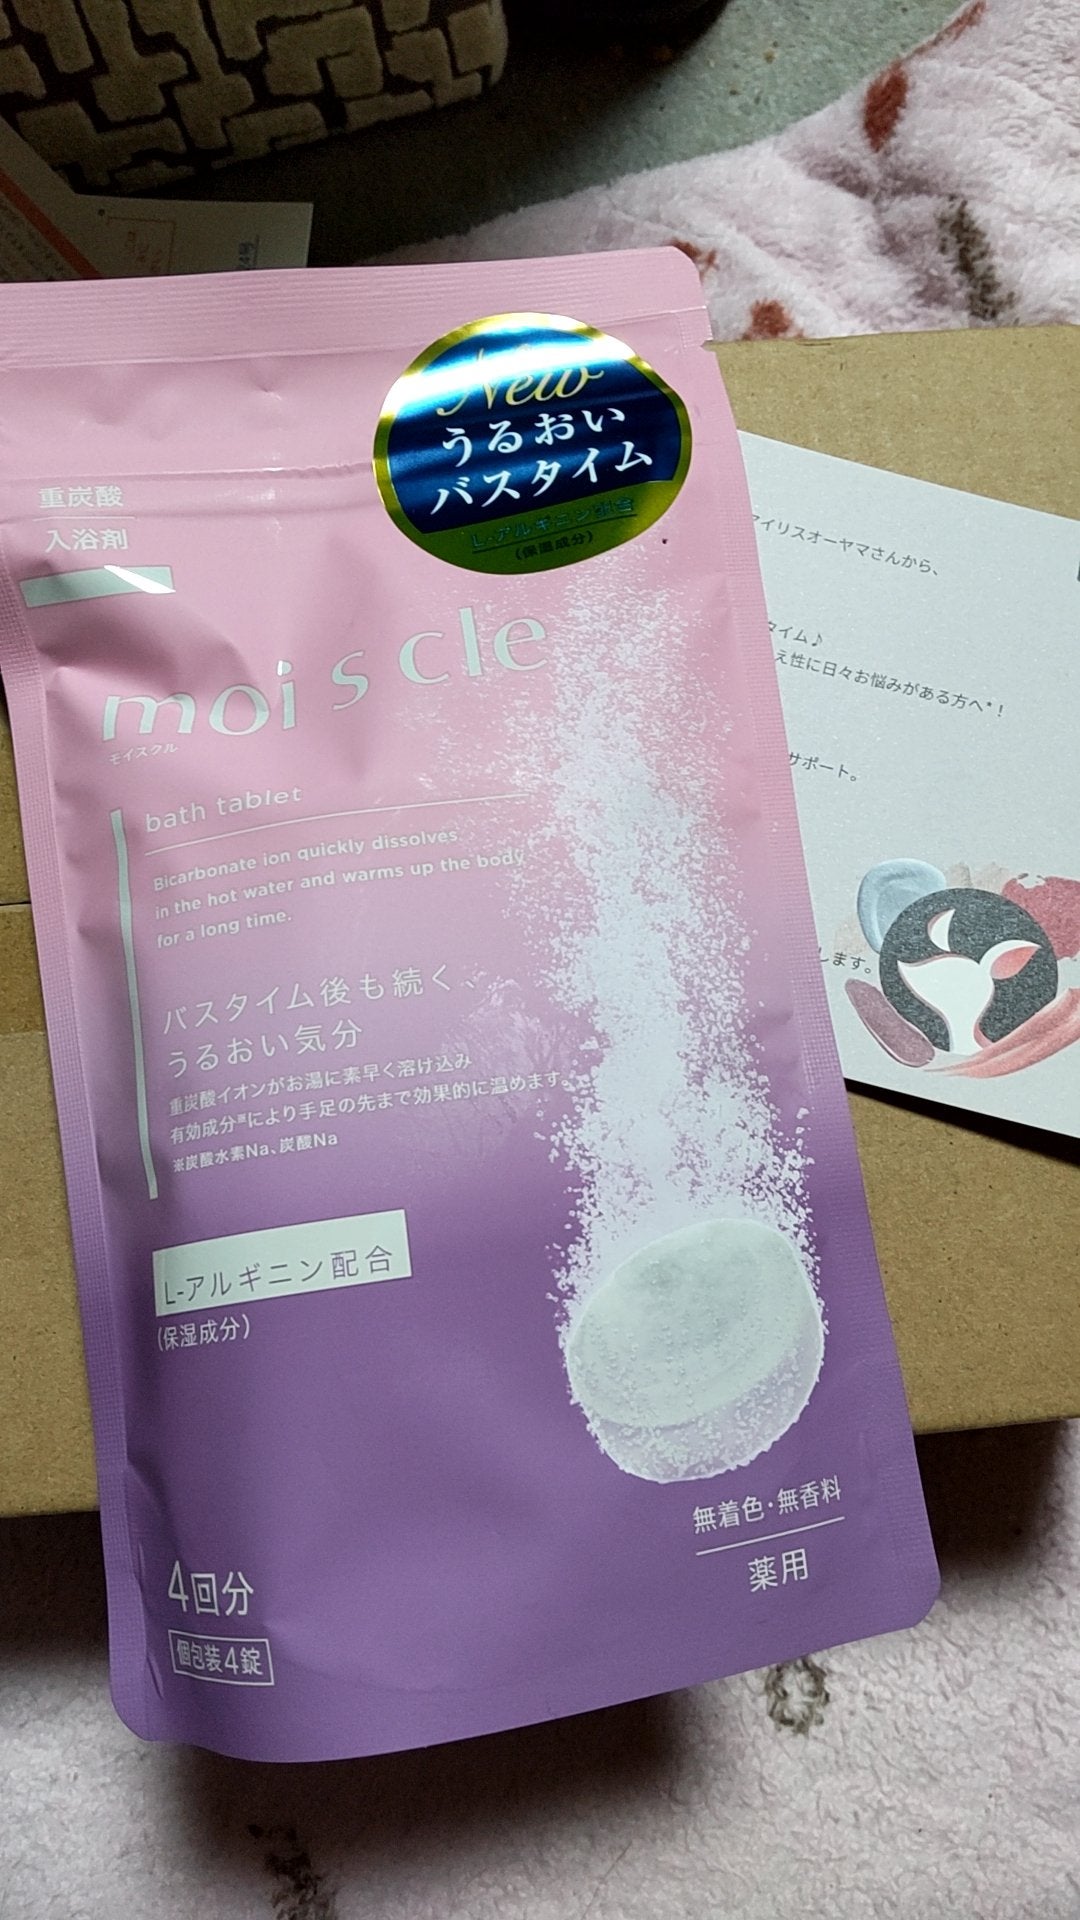 New
うるおい
バスタイム
L-アルギニン配合
(保湿成分)
重炭酸
入浴剤
moi s cle
モイスクル
bath tablet
Bicarbonate ion quickly dissolves
in the hot water and warms up the body
for a long time.
バスタイム後も続く、
うるおい気分
重炭酸イオンがお湯に素早く溶け込み
有効成分※により手足の先まで効果的に温めます。
※炭酸水素Na、炭酸Na
L-アルギニン配合
(保湿成分)
無着色・無香料
薬用
4回分
個包装4錠
アイリスオーヤマさんから、
タイム♪
え性に日々お悩みがある方へ*!
サポート。
します。